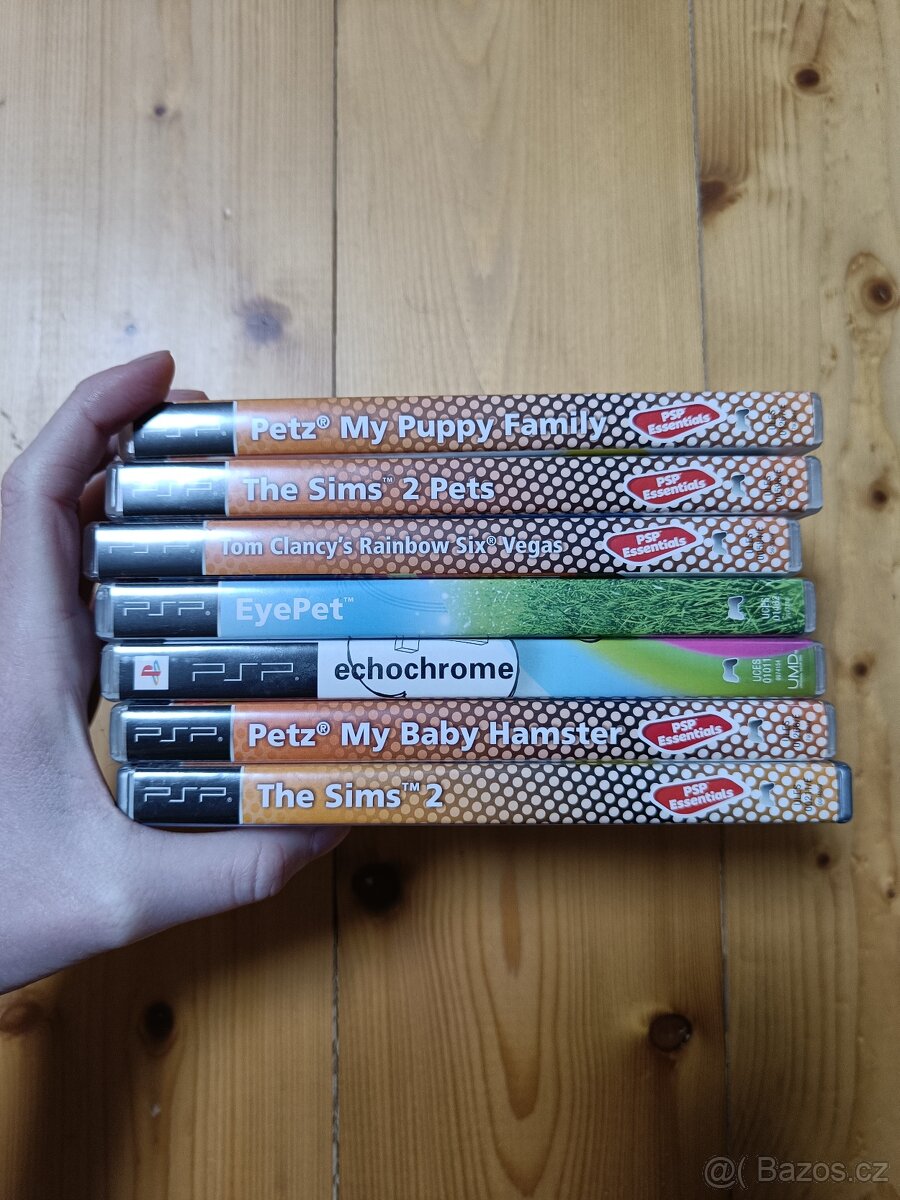 PSP Petz® My Puppy Family PSP Essentials
PSP The Sims™ 2 Pets PSP Essentials
PSP Tom Clancy's Rainbow Six® Vegas PSP Essentials
PSP EyePet™ UCES
PSP echochrome UCES 01011 UMD
PSP Petz® My Baby Hamster PSP Essentials
PSP The Sims™ 2 PSP Essentials
@( Bazos.cz